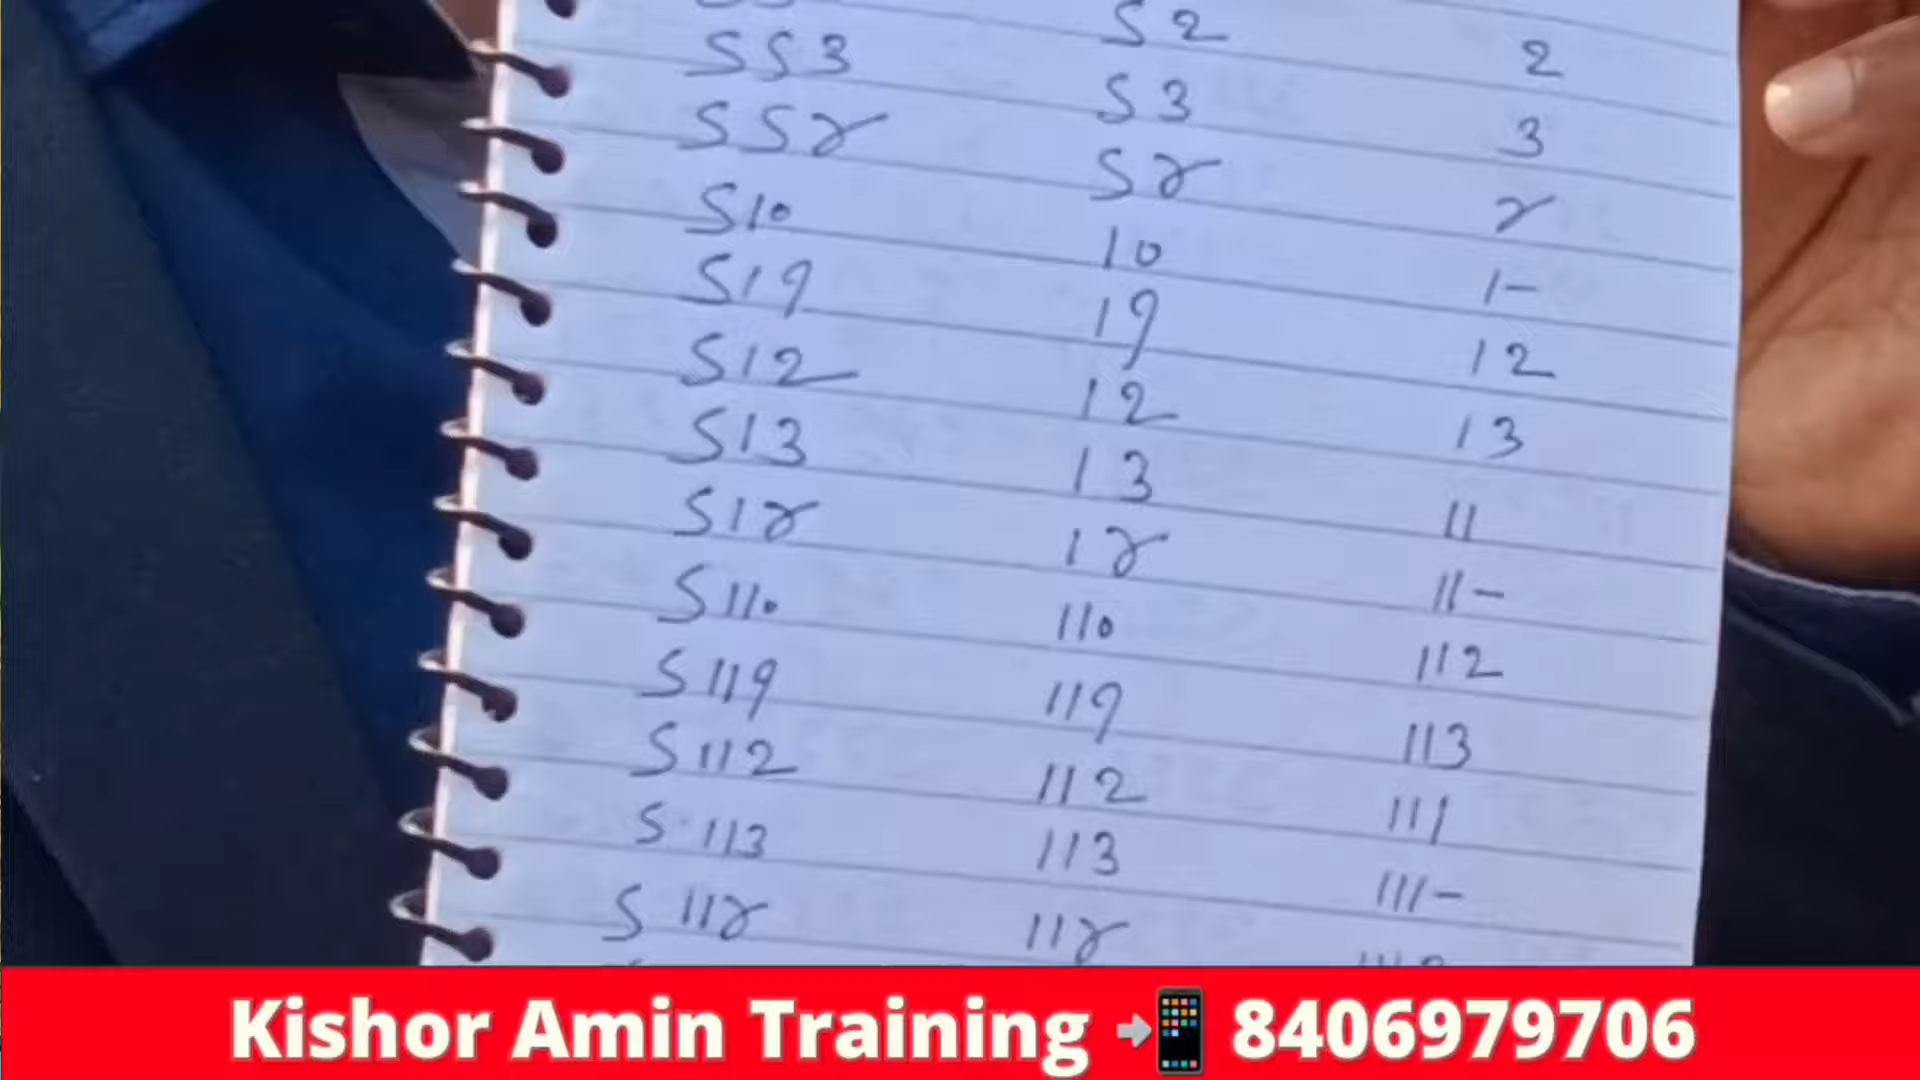 S2 2
SS3 S3 3
SS४ S४ ४
S10 10 1-
S19 19 12
S12 12 13
S13 13 11
S1४ 1४ 11-
S110 110 112
S119 119 113
S112 112 111
S113 113 111-
S11४ 11४
Kishor Amin Training 8406979706